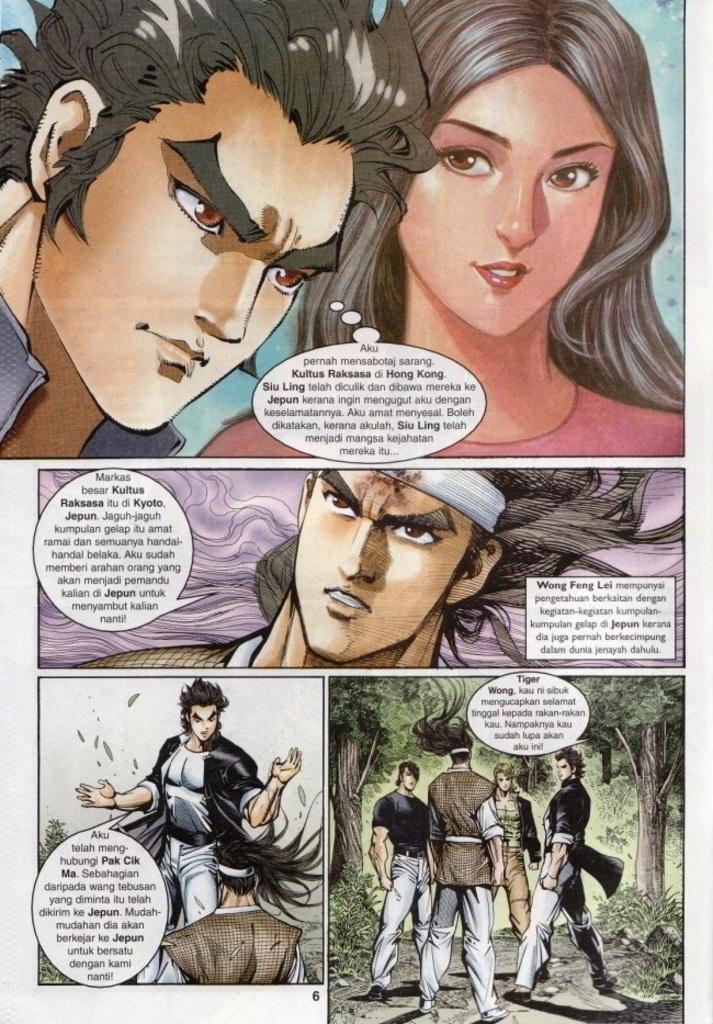 Aku
pernah mensabotaj sarang.
Kultus Raksasa di Hong Kong.
Siu Ling telah diculik dan dibawa mereka ke
Jepun kerana ingin mengugut aku dengan
keselamatannya. Aku amat menyesal. Boleh
dikatakan, kerana akulah, Siu Ling telah
menjadi mangsa kejahatan
mereka itu...
Markas
besar Kultus
Raksasa itu di Kyoto,
Jepun. Jaguh-jaguh
kumpulan gelap itu amat
ramai dan semuanya handal-
handal belaka. Aku sudah
memberi arahan orang yang
akan menjadi pemandu
kalian di Jepun untuk
menyambut kalian
nanti!
Wong Feng Lei mempunyai
pengetahuan berkaitan dengan
kegiatan-kegiatan kumpulan-
kumpulan gelap di Jepun kerana
dia juga pernah berkecimpung
dalam dunia jenayah dahulu.
Aku
telah meng-
hubungi Pak Cik
Ma. Sebahagian
daripada wang tebusan
yang diminta itu telah
dikirim ke Jepun. Mudah-
mudahan dia akan
berkejar ke Jepun
untuk bersatu
dengan kami
nanti!
Tiger
Wong, kau ni sibuk
mengucapkan selamat
tinggal kepada rakan-rakan
kau. Nampaknya kau
sudah lupa akan
aku ini!
6